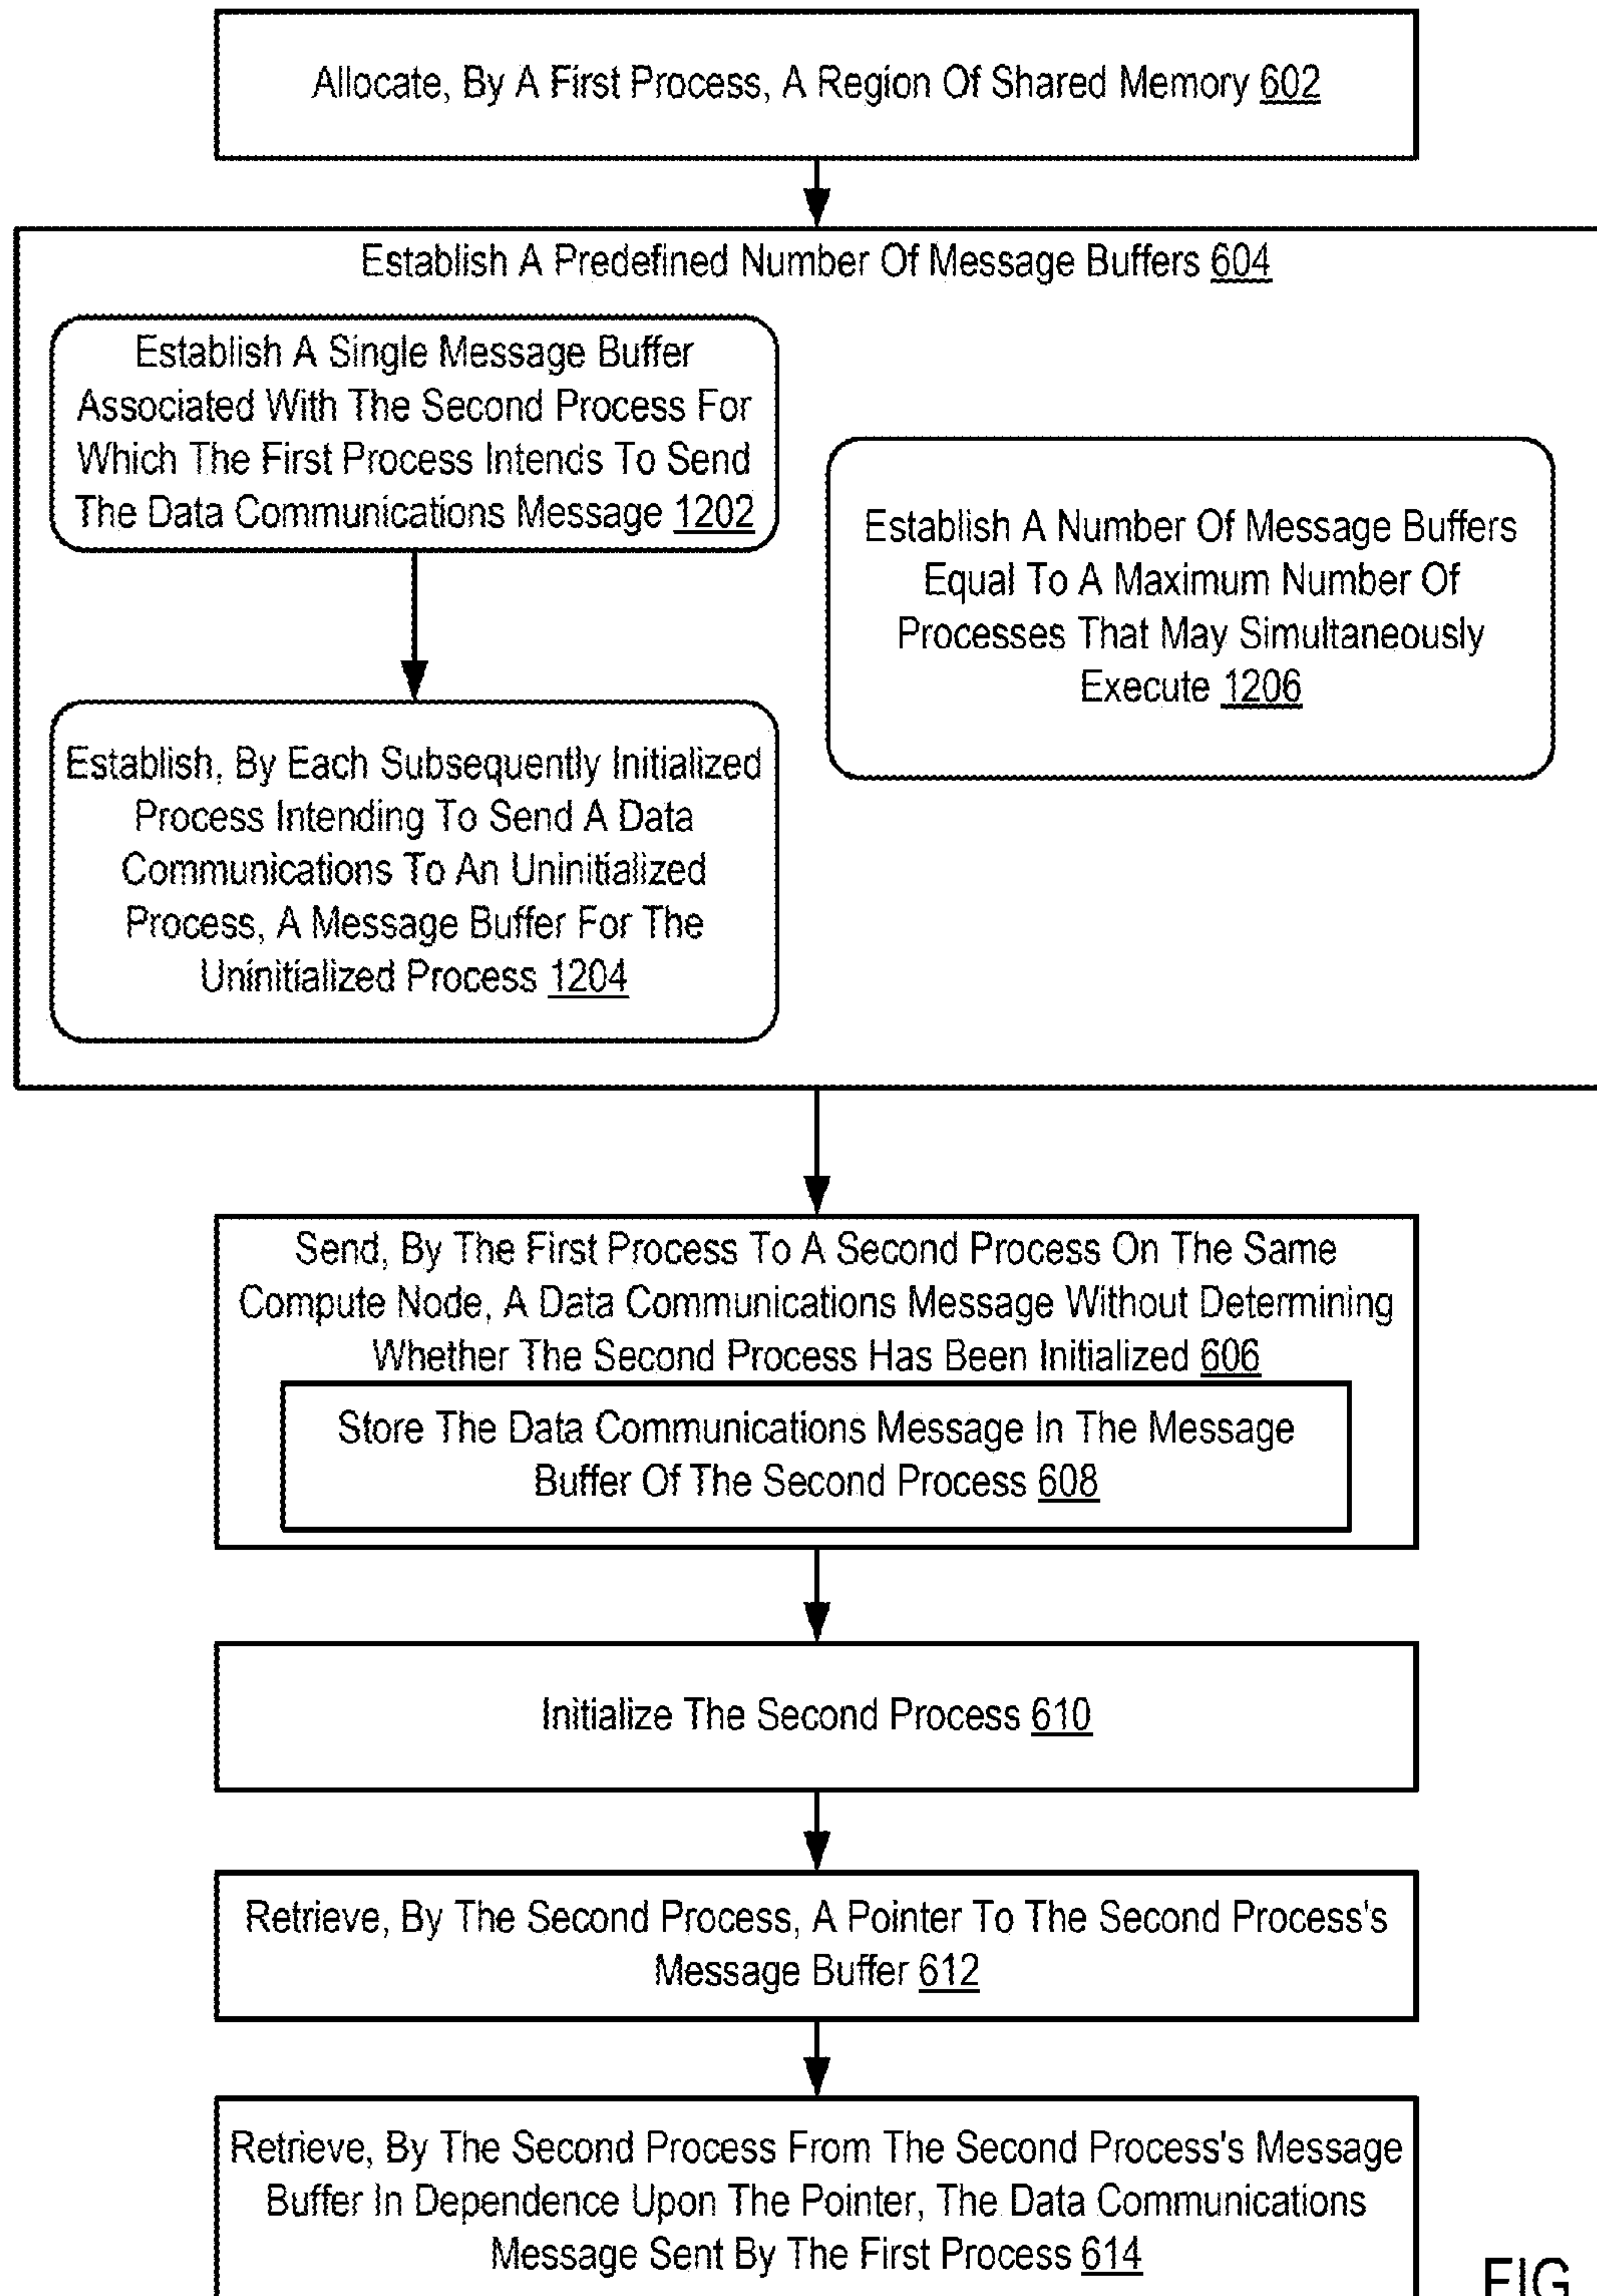 Allocate, By A First Process, A Region Of Shared Memory 602
Establish A Predefined Number Of Message Buffers 604
Establish A Single Message Buffer
Associated With The Second Process For
Which The First Process Intends To Send
The Data Communications Message 1202
Establish, By Each Subsequently Initialized
Process Intending To Send A Data
Communications To An Uninitialized
Process, A Message Buffer For The
Uninitialized Process 1204
Establish A Number Of Message Buffers
Equal To A Maximum Number Of
Processes That May Simultaneously
Execute 1206
Send, By The First Process To A Second Process On The Same
Compute Node, A Data Communications Message Without Determining
Whether The Second Process Has Been Initialized 606
Store The Data Communications Message In The Message
Buffer Of The Second Process 608
Initialize The Second Process 610
Retrieve, By The Second Process, A Pointer To The Second Process's
Message Buffer 612
Retrieve, By The Second Process From The Second Process's Message
Buffer In Dependence Upon The Pointer, The Data Communications
Message Sent By The First Process 614
FIG